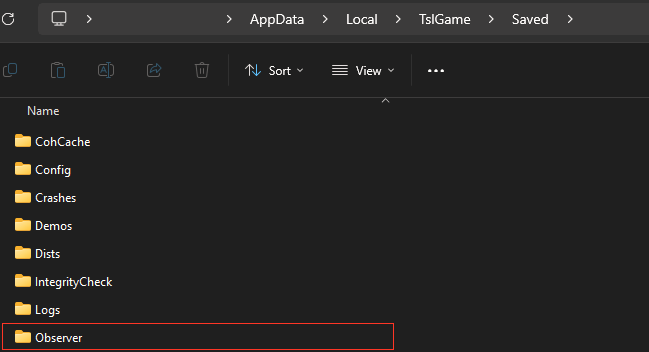 > > AppData > Local > TslGame > Saved >
Sort View
Name
CohCache
Config
Crashes
Demos
Dists
IntegrityCheck
Logs
Observer